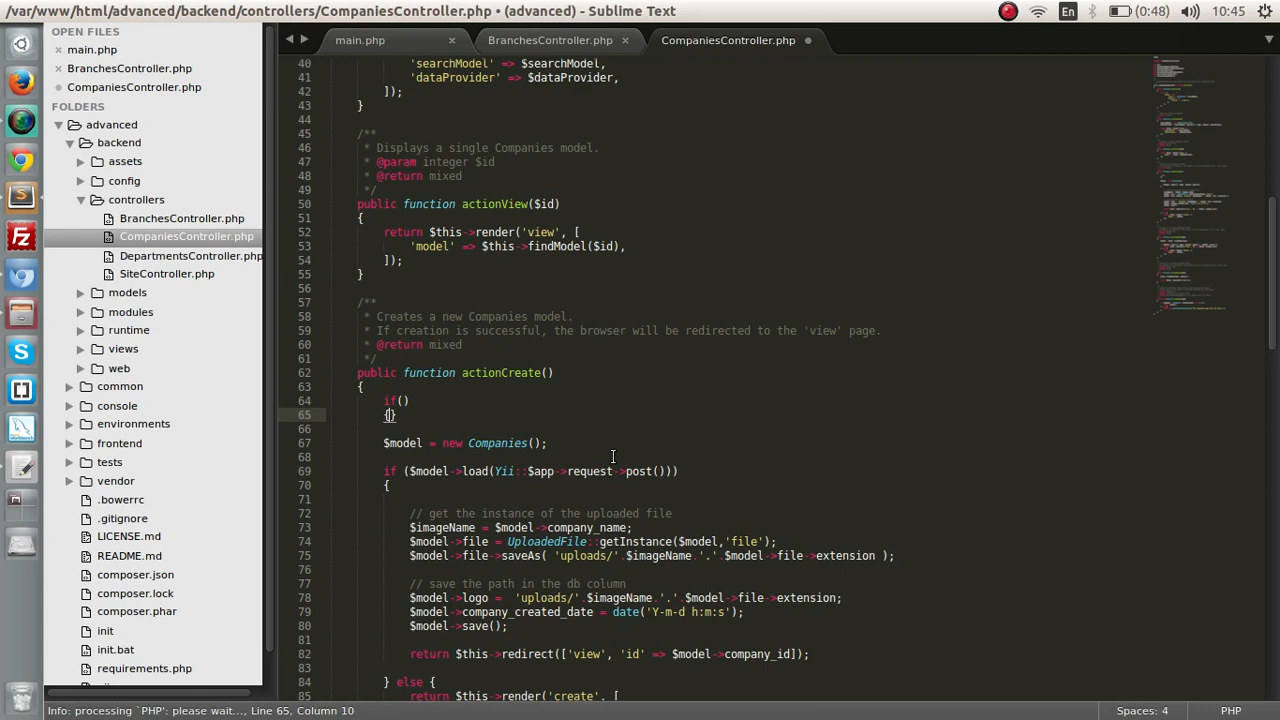 /var/www/html/advanced/backend/controllers/CompaniesController.php • (advanced) - Sublime Text
En
(0:48)
10:45
OPEN FILES
main.php
BranchesController.php
CompaniesController.php
FOLDERS
advanced
backend
assets
config
controllers
BranchesController.php
CompaniesController.php
DepartmentsController.php
SiteController.php
models
modules
runtime
views
web
common
console
environments
frontend
tests
vendor
.bowerrc
.gitignore
LICENSE.md
README.md
composer.json
composer.lock
composer.phar
init
init.bat
requirements.php
main.php
BranchesController.php
CompaniesController.php
40 'searchModel' => $searchModel,
41 'dataProvider' => $dataProvider,
42 ]);
43 }
44
45 /**
46 * Displays a single Companies model.
47 * @param integer $id
48 * @return mixed
49 */
50 public function actionView($id)
51 {
52 return $this->render('view', [
53 'model' => $this->findModel($id),
54 ]);
55 }
56
57 /**
58 * Creates a new Companies model.
59 * If creation is successful, the browser will be redirected to the 'view' page.
60 * @return mixed
61 */
62 public function actionCreate()
63 {
64 if()
65 {}
66
67 $model = new Companies();
68
69 if ($model->load(Yii::$app->request->post()))
70 {
71
72 // get the instance of the uploaded file
73 $imageName = $model->company_name;
74 $model->file = UploadedFile::getInstance($model,'file');
75 $model->file->saveAs( 'uploads/'.$imageName.'.'.$model->file->extension );
76
77 // save the path in the db column
78 $model->logo =  'uploads/'.$imageName.'.'.$model->file->extension;
79 $model->company_created_date = date('Y-m-d h:m:s');
80 $model->save();
81
82 return $this->redirect(['view', 'id' => $model->company_id]);
83
84 } else {
85 return $this->render('create', [
Info: processing `PHP': please wait..., Line 65, Column 10
Spaces: 4
PHP